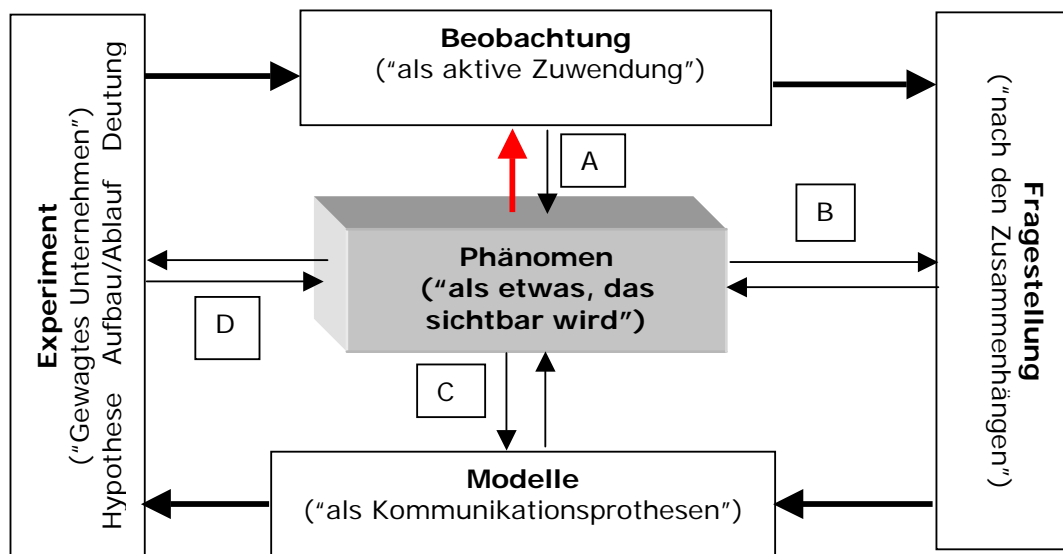 Beobachtung
(“als aktive Zuwendung”)
Experiment
(“Gewagtes Unternehmen”)
Hypothese Aufbau/Ablauf Deutung
A
B
Phänomen
(“als etwas, das
sichtbar wird”)
D
C
Fragestellung
(“nach den Zusammenhängen”)
Modelle
(“als Kommunikationsprothesen”)